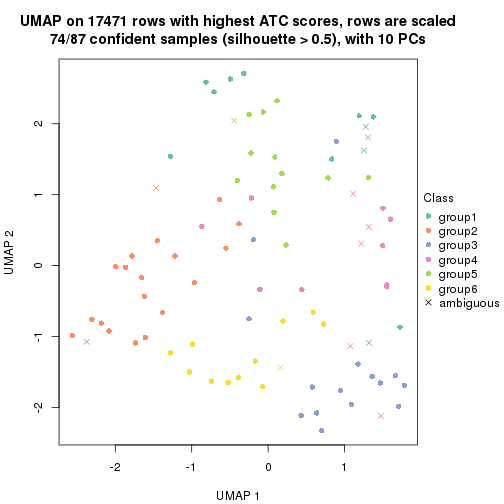 UMAP on 17471 rows with highest ATC scores, rows are scaled
74/87 confident samples (silhouette > 0.5), with 10 PCs
2
1
0
-1
-2
UMAP 2
-2
-1
0
1
UMAP 1
Class
group1
group2
group3
group4
group5
group6
ambiguous